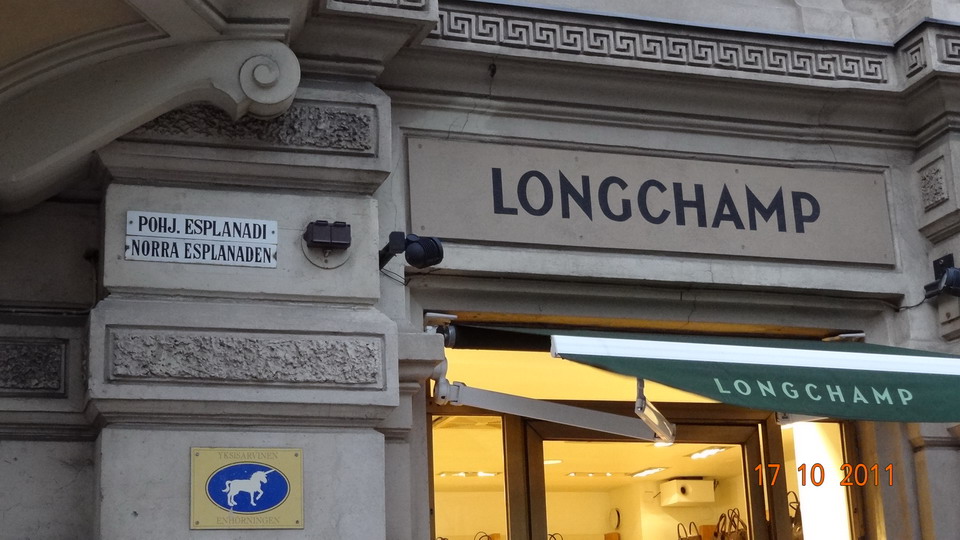 LONGCHAMP
POHJ. ESPLANADI
NORRA ESPLANADEN
LONGCHAMP
YKSISARVINEN
ENHÖRNINGEN
17 10 2011